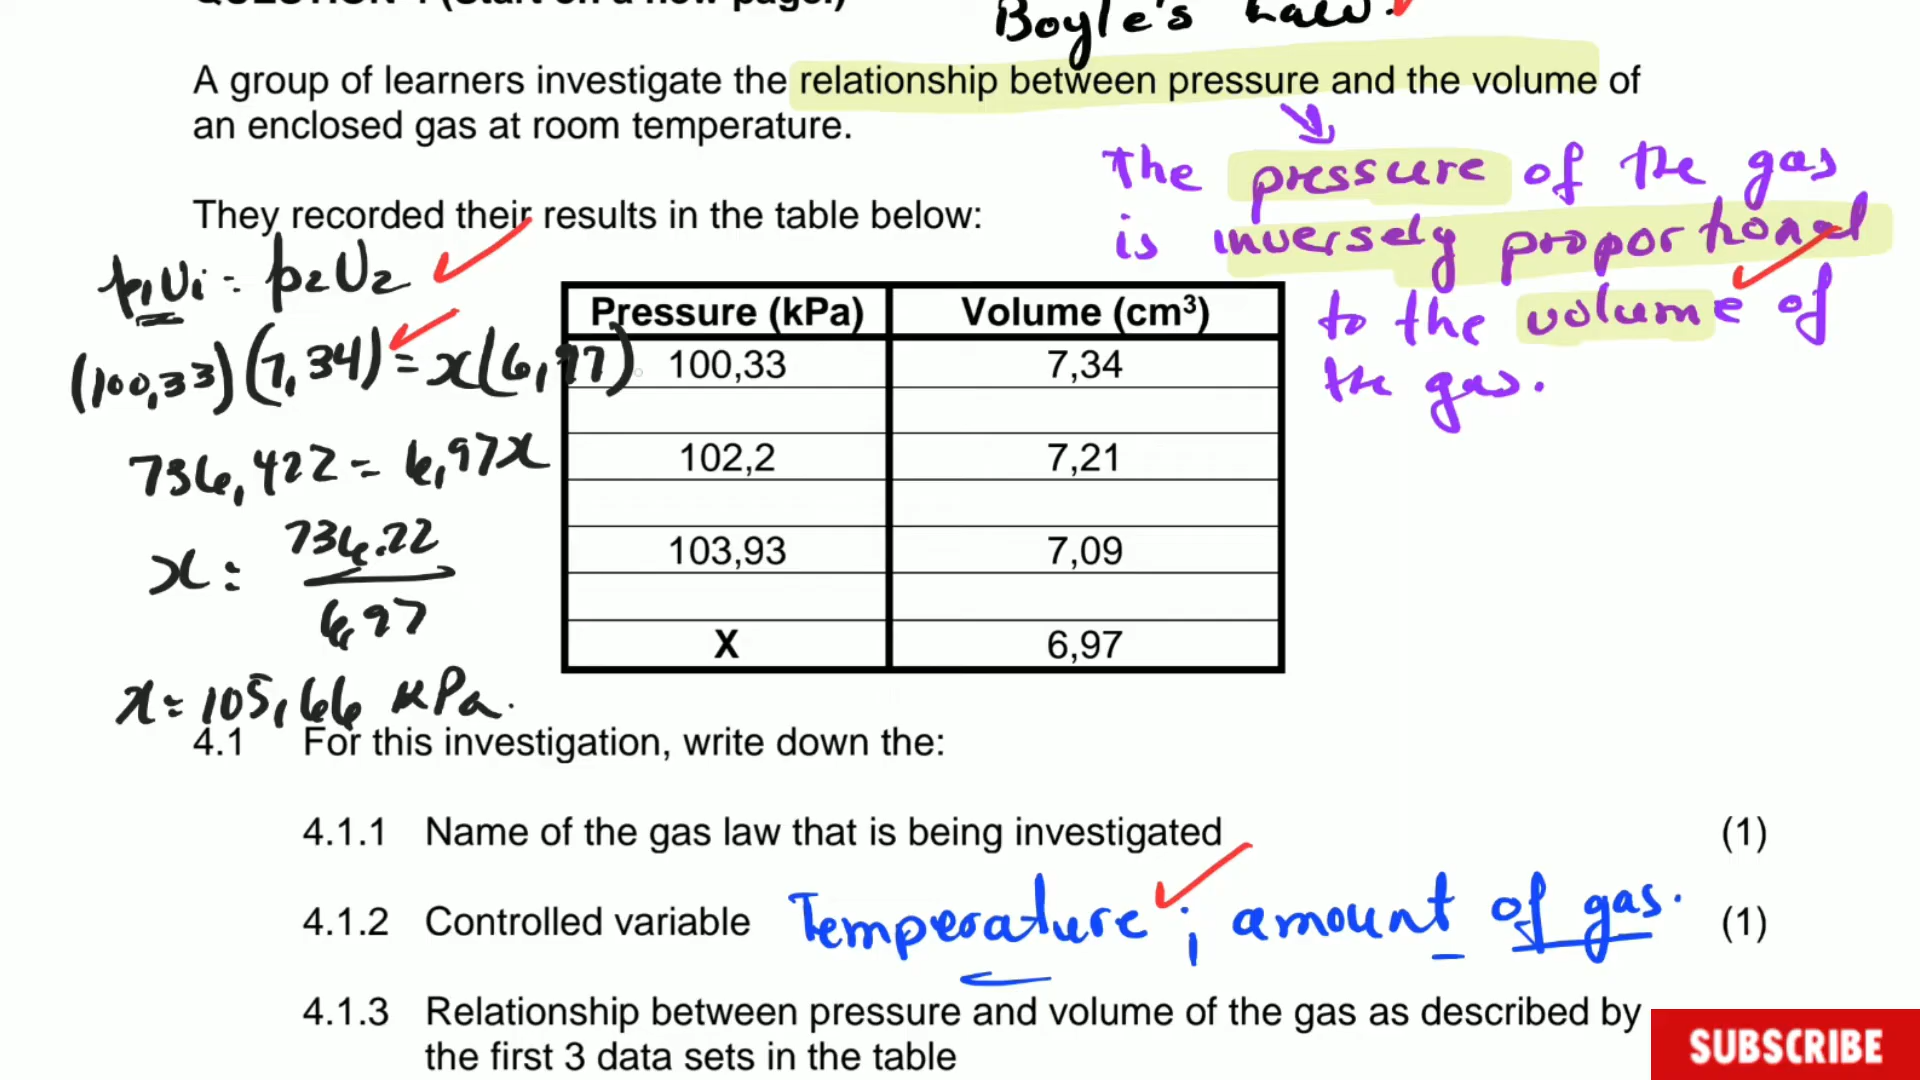 QUESTION 4 (Start on a new page.)
Boyle's Law.
A group of learners investigate the relationship between pressure and the volume of
an enclosed gas at room temperature.
The pressure of the gas
is inversely proportional
to the volume of
the gas.
They recorded their results in the table below:
p₁V₁ = p₂V₂
(100,33)(7,34) = x(6,97)
736,422 = 6,97x
x = 736.22
6,97
x = 105,66 kPa.
Pressure (kPa) Volume (cm³)
100,33 7,34
102,2 7,21
103,93 7,09
X 6,97
4.1 For this investigation, write down the:
4.1.1 Name of the gas law that is being investigated (1)
4.1.2 Controlled variable Temperature ; amount of gas. (1)
4.1.3 Relationship between pressure and volume of the gas as described by
the first 3 data sets in the table
SUBSCRIBE